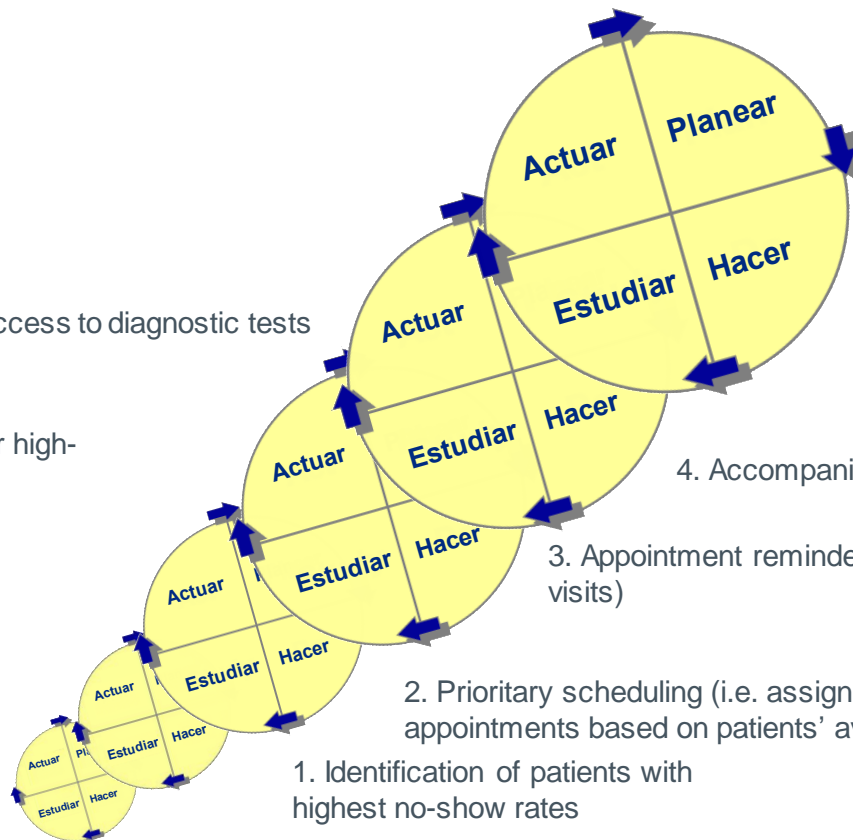 Actuar
Planear
Estudiar
Hacer
Actuar
Estudiar
Hacer
ccess to diagnostic tests
r high-
Actuar
Estudiar
Hacer
4. Accompani
3. Appointment reminde
visits)
Actuar
Estudiar
Hacer
2. Prioritary scheduling (i.e. assign
appointments based on patients’ av
Actuar
Estudiar
Hacer
1. Identification of patients with
highest no-show rates
Actuar
Estudiar
Hacer